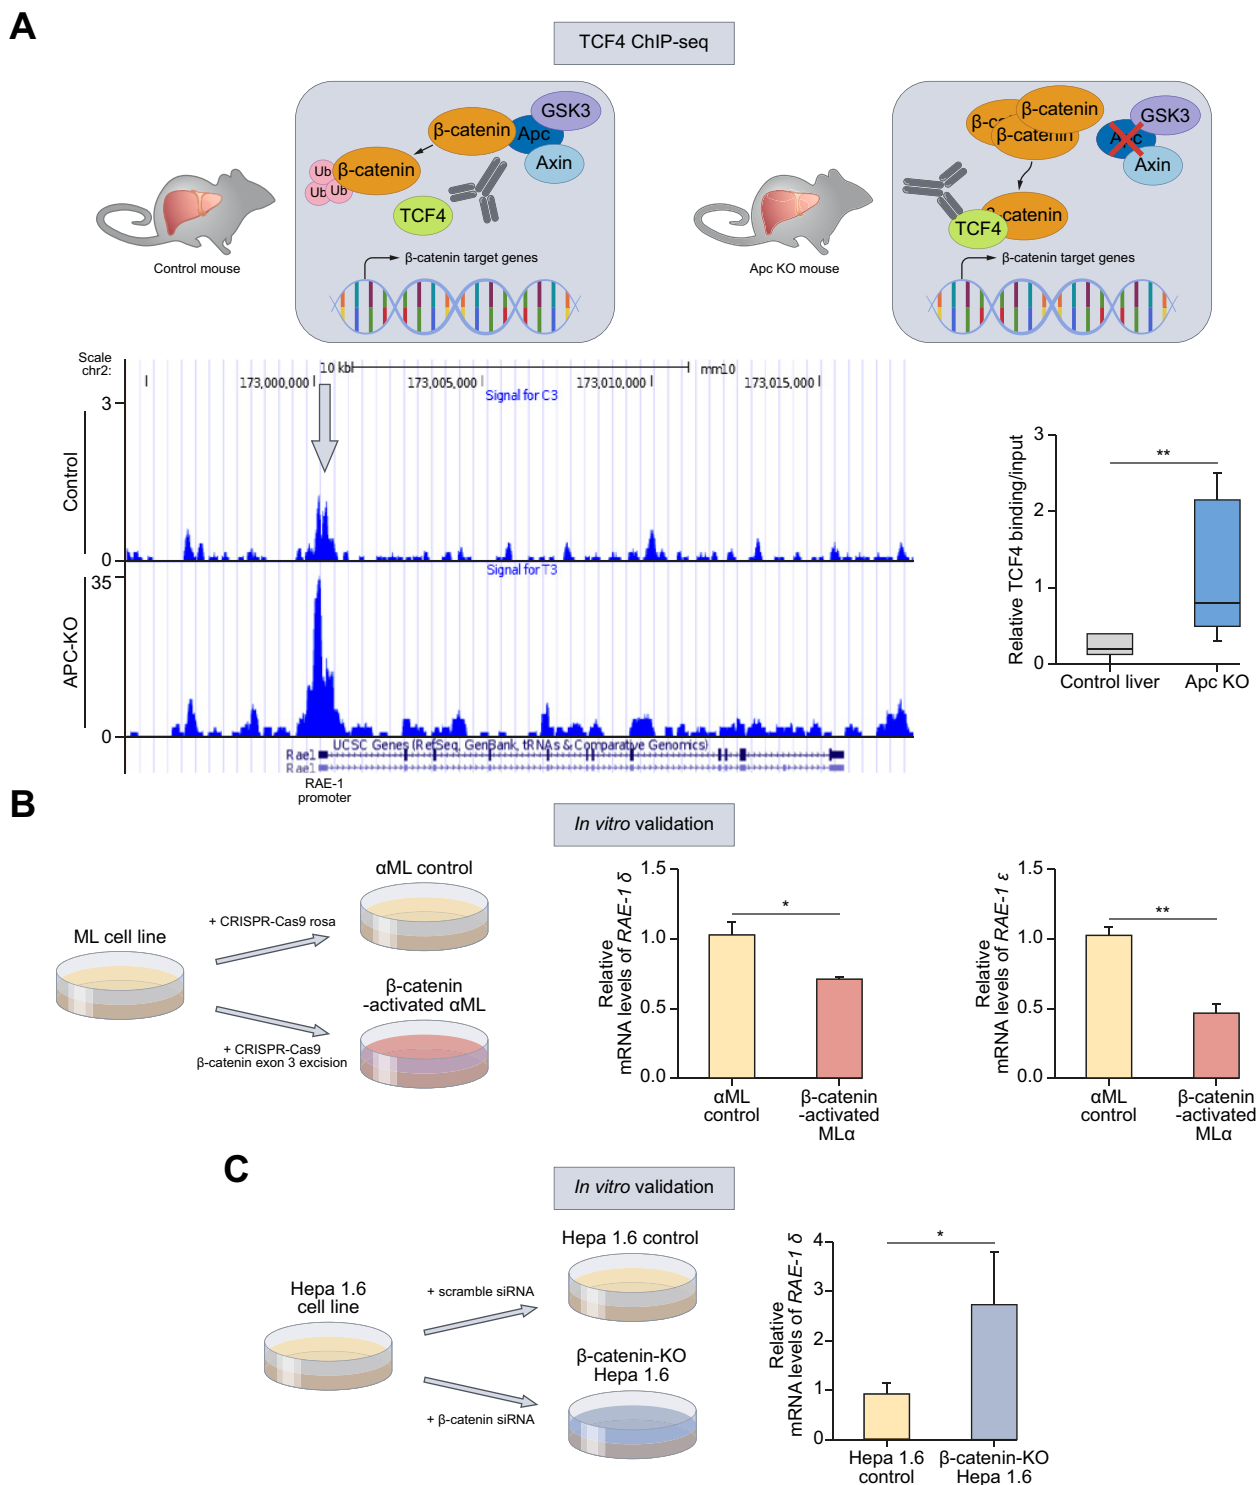 A
TCF4 ChIP-seq
GSK3
β-catenin
Apc
Axin
Ub
β-catenin
Ub
Ub
TCF4
β-catenin target genes
Control mouse
β-catenin
GSK3
β-ca
β-catenin
Apc
Axin
β-catenin
TCF4
β-catenin target genes
Apc KO mouse
Scale
chr2:
10 kb
mm10
173,000,000
173,005,000
173,010,000
173,015,000
Signal for C3
3
Control
0
Signal for T3
35
APC-KO
0
UCSC Genes (RefSeq, GenBank, tRNAs & Comparative Genomics)
Rae1
Rae1
RAE-1
promoter
Relative TCF4 binding/input
3
2
1
0
**
Control liver
Apc KO
B
In vitro validation
ML cell line
+ CRISPR-Cas9 rosa
+ CRISPR-Cas9
β-catenin exon 3 excision
αML control
β-catenin
-activated αML
Relative
mRNA levels of RAE-1 δ
1.5
1.0
0.5
0.0
*
αML
control
β-catenin
-activated
MLα
Relative
mRNA levels of RAE-1 ε
1.5
1.0
0.5
0.0
**
αML
control
β-catenin
-activated
MLα
C
In vitro validation
Hepa 1.6
cell line
+ scramble siRNA
+ β-catenin siRNA
Hepa 1.6 control
β-catenin-KO
Hepa 1.6
Relative
mRNA levels of RAE-1 δ
4
3
2
1
0
*
Hepa 1.6
control
β-catenin-KO
Hepa 1.6